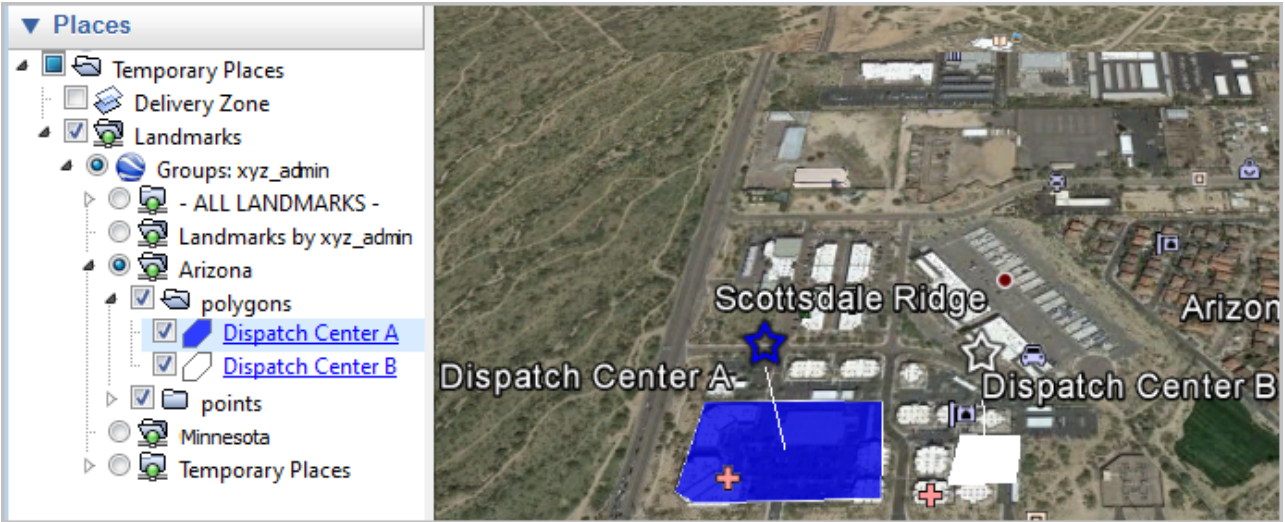 Places
Temporary Places
Delivery Zone
Landmarks
Groups: xyz_admin
- ALL LANDMARKS -
Landmarks by xyz_admin
Arizona
polygons
Dispatch Center A
Dispatch Center B
points
Minnesota
Temporary Places
Scottsdale Ridge
Arizon
Dispatch Center A
Dispatch Center B